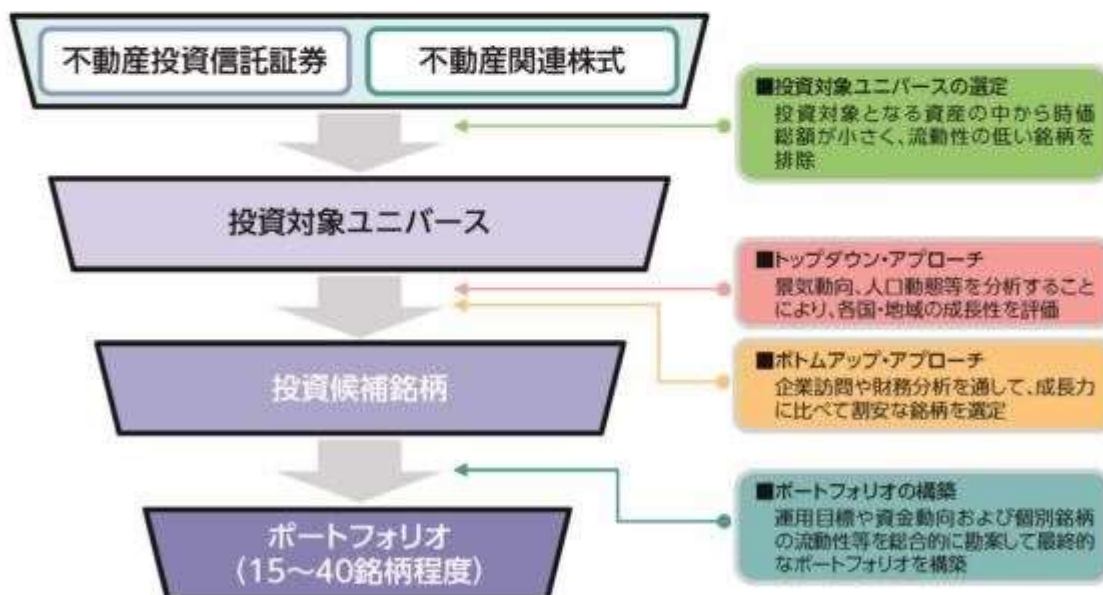 不動産投資信託証券
不動産関連株式
■投資対象ユニバースの選定
投資対象となる資産の中から時価
総額が小さく、流動性の低い銘柄を
排除
投資対象ユニバース
■トップダウン・アプローチ
景気動向、人口動態等を分析すること
により、各国・地域の成長性を評価
■ボトムアップ・アプローチ
企業訪問や財務分析を通して、成長力
に比べて割安な銘柄を選定
投資候補銘柄
■ポートフォリオの構築
運用目標や資金動向および個別銘柄
の流動性等を総合的に勘案して最終的
なポートフォリオを構築
ポートフォリオ
(15～40銘柄程度)